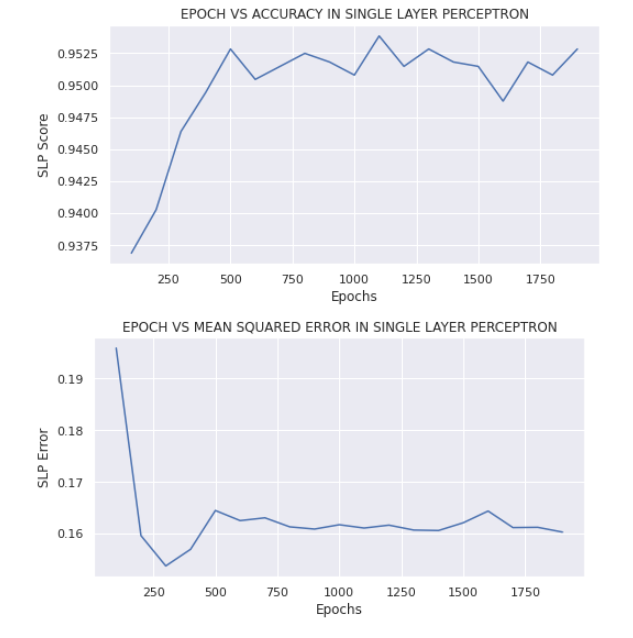 EPOCH VS ACCURACY IN SINGLE LAYER PERCEPTRON
0.9525
0.9500
0.9475
0.9450
0.9425
0.9400
0.9375
SLP Score
250 500 750 1000 1250 1500 1750
Epochs
EPOCH VS MEAN SQUARED ERROR IN SINGLE LAYER PERCEPTRON
0.19
0.18
0.17
0.16
SLP Error
250 500 750 1000 1250 1500 1750
Epochs